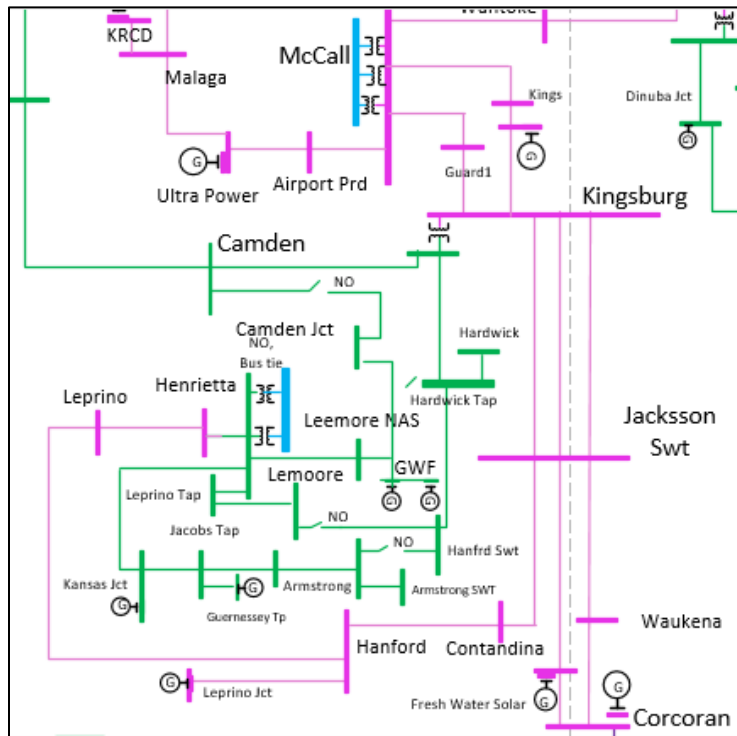 KRCD
Malaga
McCall
Kings
Dinuba Jct
G
Ultra Power
Airport Prd
G
Guard1
G
Kingsburg
Camden
NO
Camden Jct
NO,
Bus tie
Hardwick
Leprino
Henrietta
Hardwick Tap
Leemore NAS
Jacksson
Swt
Lemoore
GWF
Leprino Tap
G
G
NO
Jacobs Tap
NO
Hanfrd Swt
Kansas Jct
G
G
Armstrong
Armstrong SWT
Guernessey Tp
Hanford
Contandina
Waukena
G
Leprino Jct
Fresh Water Solar
G
G
Corcoran